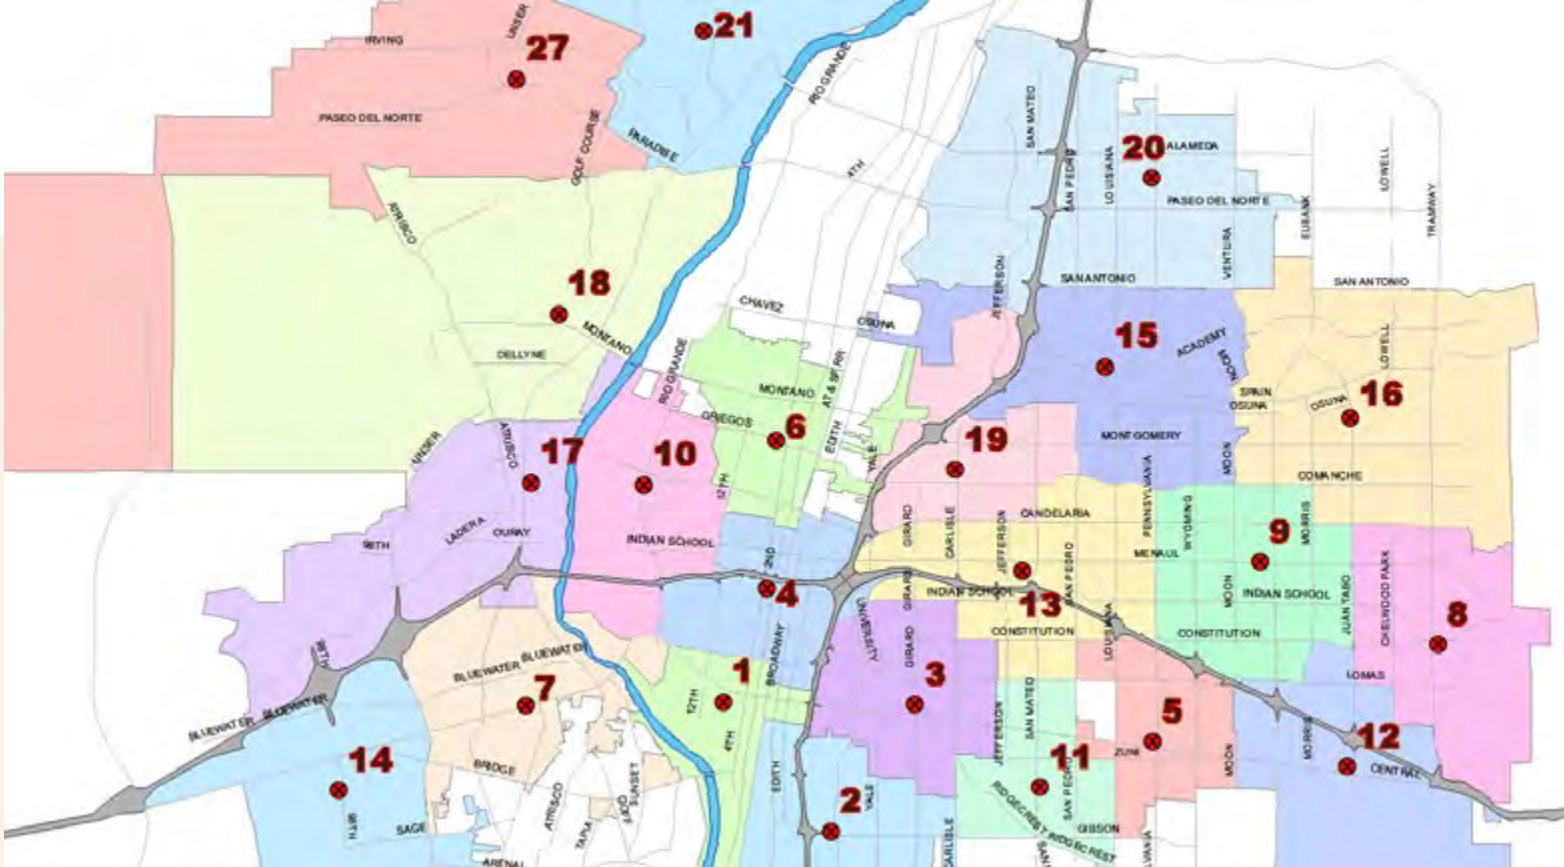 UNSER
21
27
IRVING
RIO GRANDE
PASEO DEL NORTE
GOLF COURSE
PARADISE
SAN MATEO
4TH
20
ALAMEDA
SAN PEDRO
LOUISIANA
LOWELL
PASEO DEL NORTE
EUBANK
TRAMWAY
ATRISCO
VENTURA
JEFFERSON
SAN ANTONIO
SAN ANTONIO
18
CHAVEZ
OSUNA
MONTANO
15
ACADEMY
MOON
LOWELL
DELLYNE
RIO GRANDE
AT & SF RR
MONTANO
SPAIN
OSUNA
OSUNA
16
GRIEGOS
6
EDITH
YALE
UNSER
ATRISCO
17
10
19
MONTGOMERY
MOON
COMANCHE
12TH
PENNSYLVANIA
WYOMING
MORRIS
GIRARD
CARLISLE
JEFFERSON
CANDELARIA
98TH
LADERA
OURAY
INDIAN SCHOOL
2ND
9
MENAUL
SAN PEDRO
4
GIRARD
INDIAN SCHOOL
13
MOON
INDIAN SCHOOL
JUAN TABO
CHELWOOD PARK
8
UNIVERSITY
GIRARD
CONSTITUTION
LOUISIANA
CONSTITUTION
98TH
BLUEWATER
BLUEWATER
BROADWAY
1
3
LOMAS
7
12TH
SAN MATEO
JEFFERSON
5
BLUEWATER
BLUEWATER
4TH
ZUNI
MOON
MORRIS
12
14
BRIDGE
11
SAN PEDRO
CENTRAL
SUNSET
EDITH
ATRISCO
GOFF
2
YALE
RIDGECREST
RIDGECREST
98TH
SAGE
TAPIA
GIBSON
CARLISLE
ARENAL